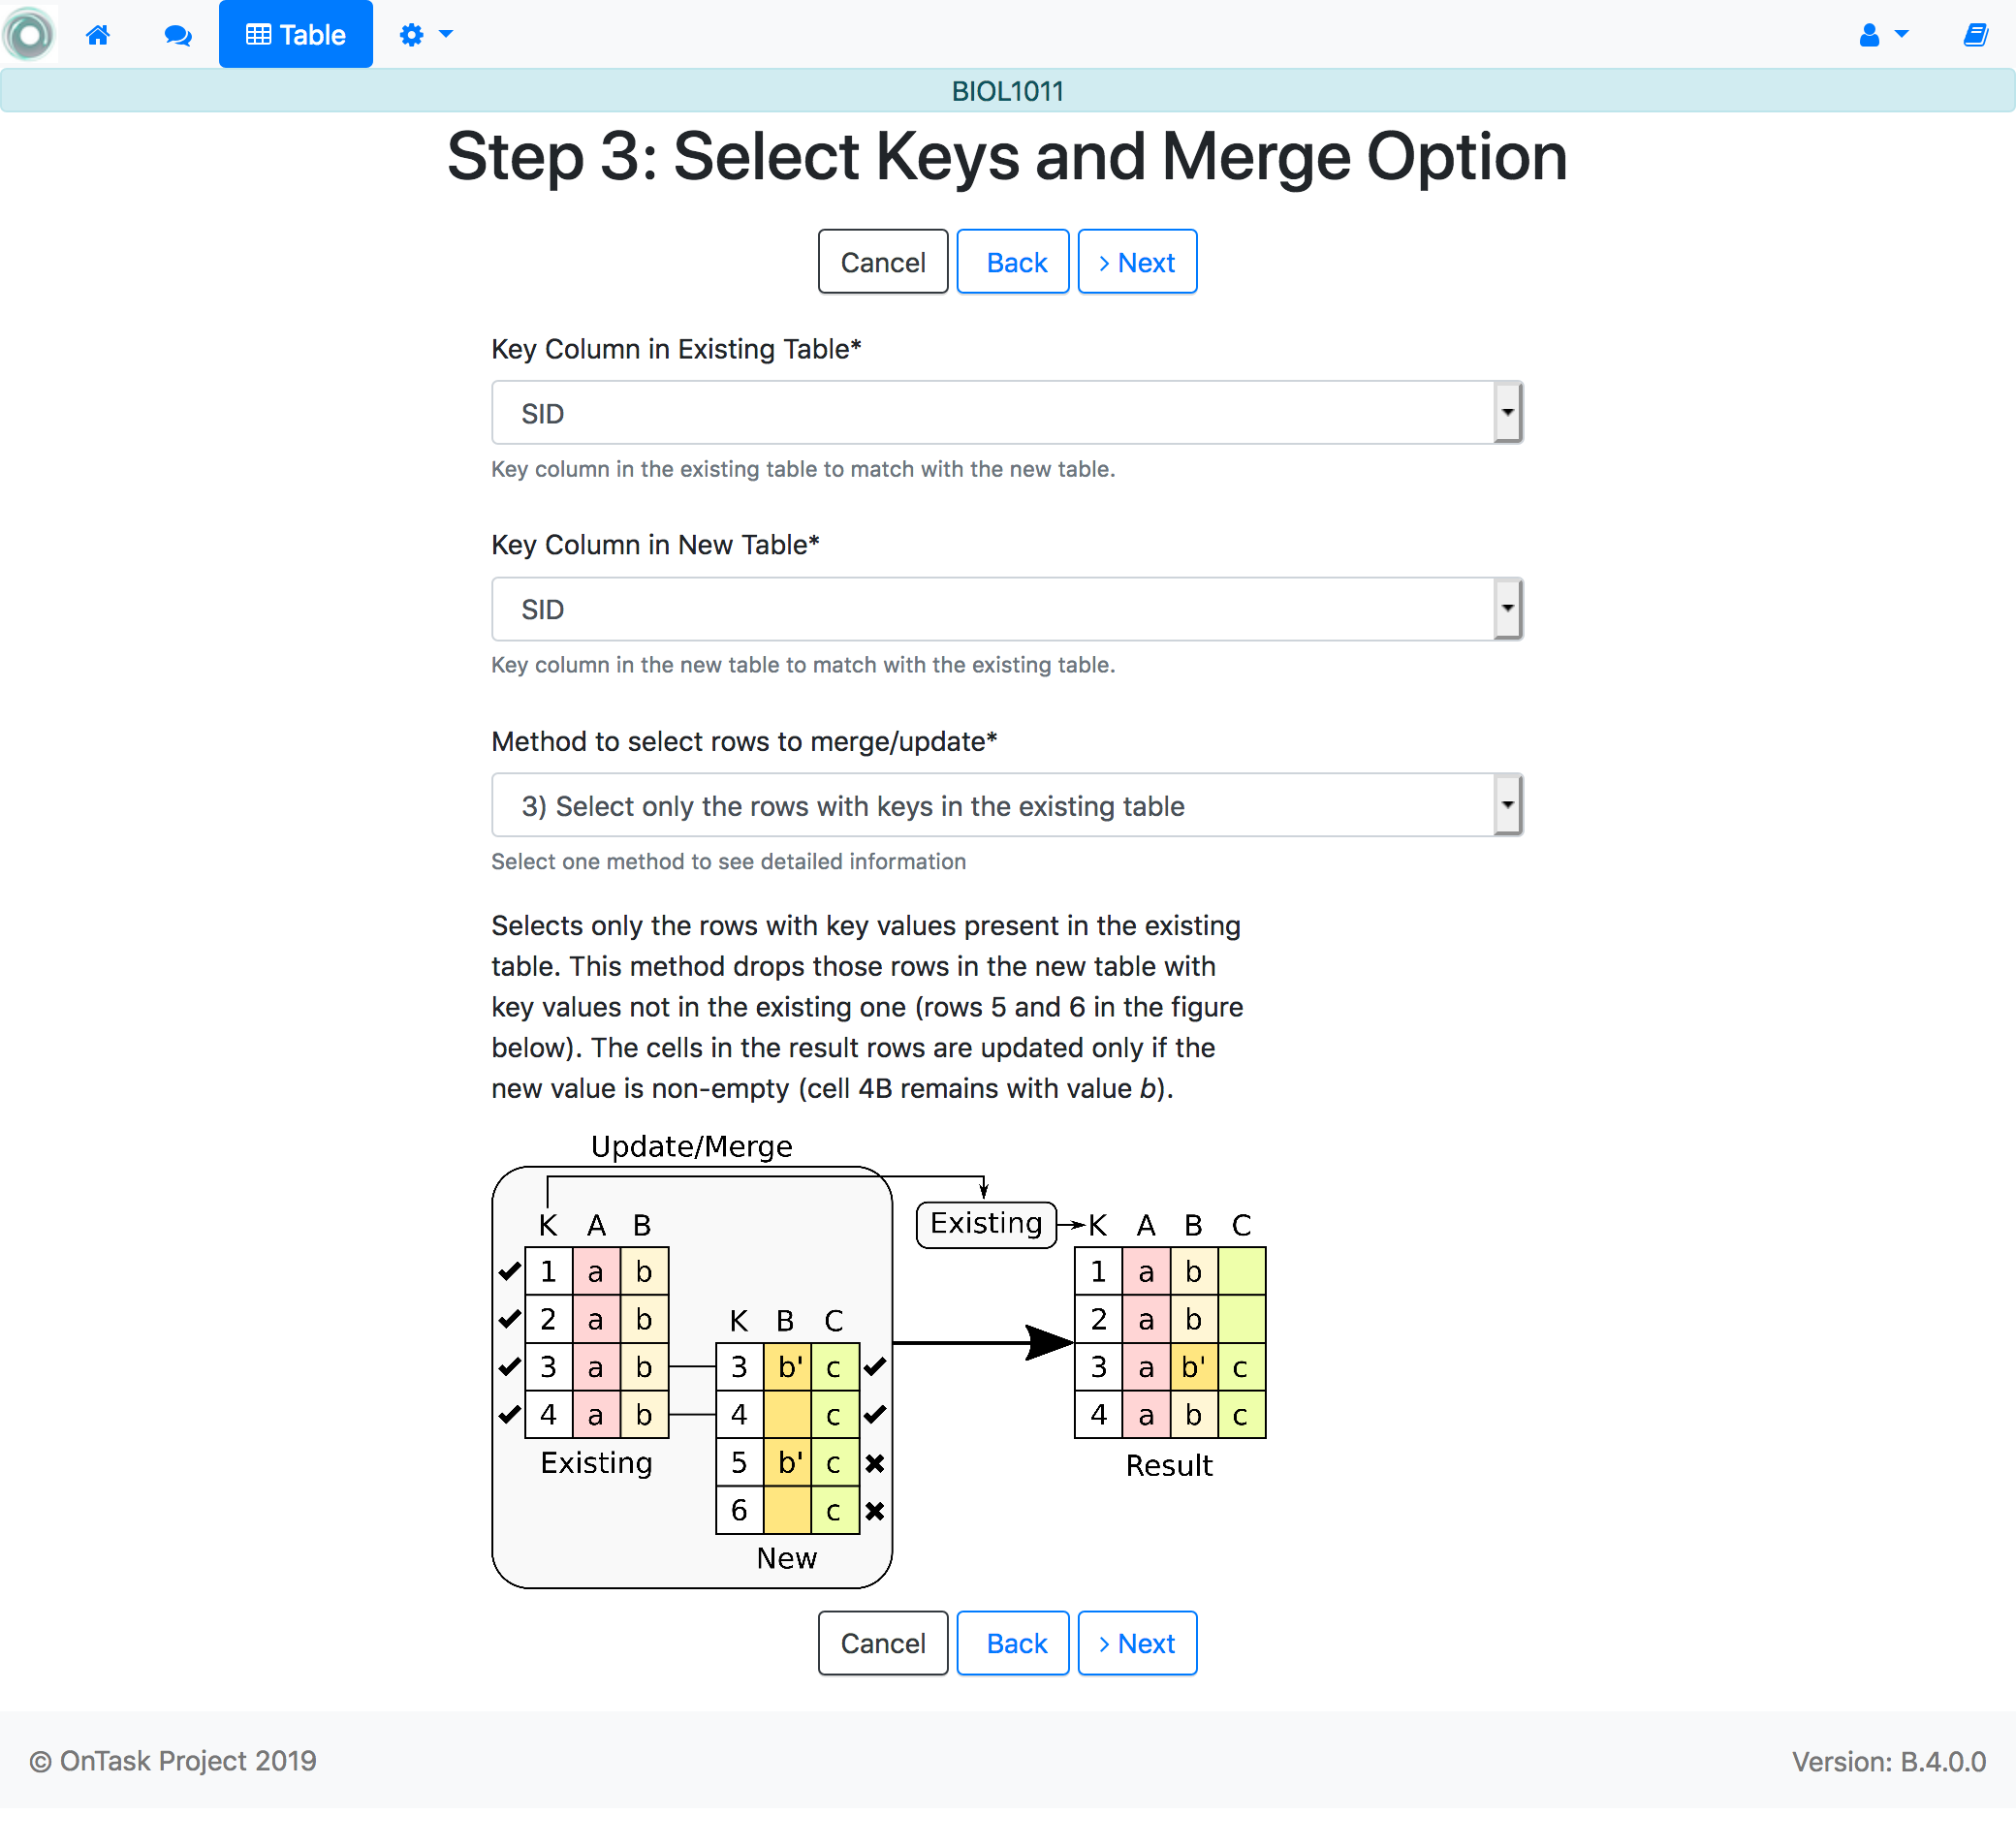 Table
BIOL1011
Step 3: Select Keys and Merge Option
Cancel Back > Next
Key Column in Existing Table*
SID
Key column in the existing table to match with the new table.
Key Column in New Table*
SID
Key column in the new table to match with the existing table.
Method to select rows to merge/update*
3) Select only the rows with keys in the existing table
Select one method to see detailed information
Selects only the rows with key values present in the existing
table. This method drops those rows in the new table with
key values not in the existing one (rows 5 and 6 in the figure
below). The cells in the result rows are updated only if the
new value is non-empty (cell 4B remains with value b).
Update/Merge
K A B
1 a b
2 a b
3 a b
4 a b
Existing
K B C
3 b' c
4 c
5 b' c
6 c
New
Existing
K A B C
1 a b
2 a b
3 a b' c
4 a b c
Result
Cancel Back > Next
© OnTask Project 2019
Version: B.4.0.0